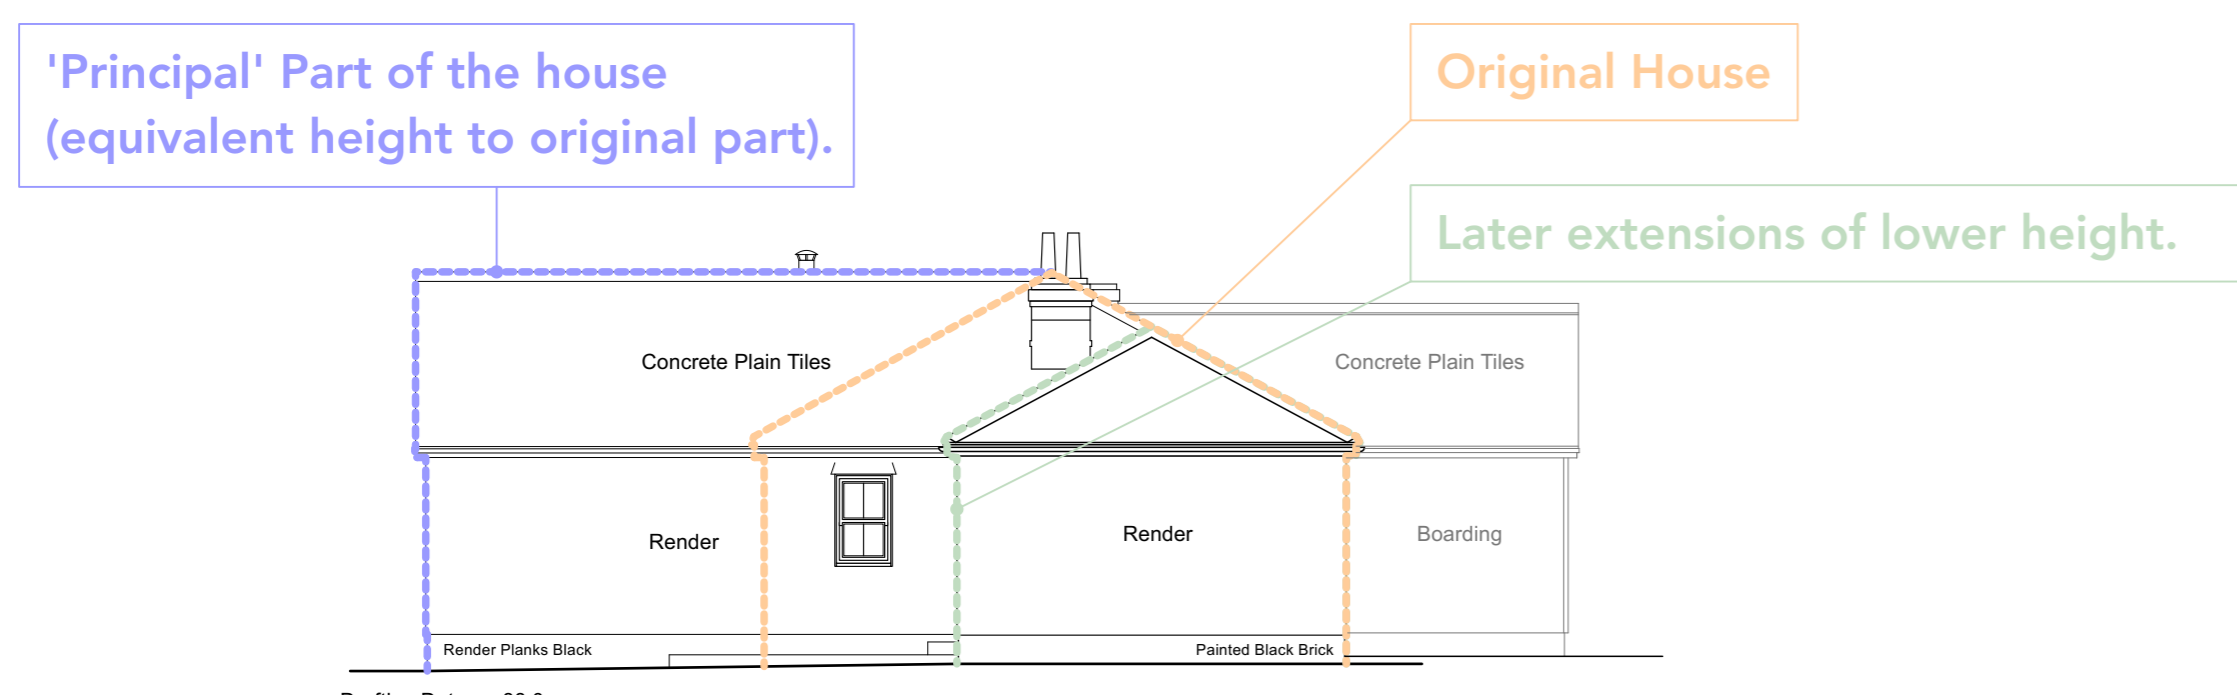 'Principal' Part of the house
(equivalent height to original part).
Original House
Later extensions of lower height.
Concrete Plain Tiles
Concrete Plain Tiles
Render
Render
Boarding
Render Planks Black
Painted Black Brick